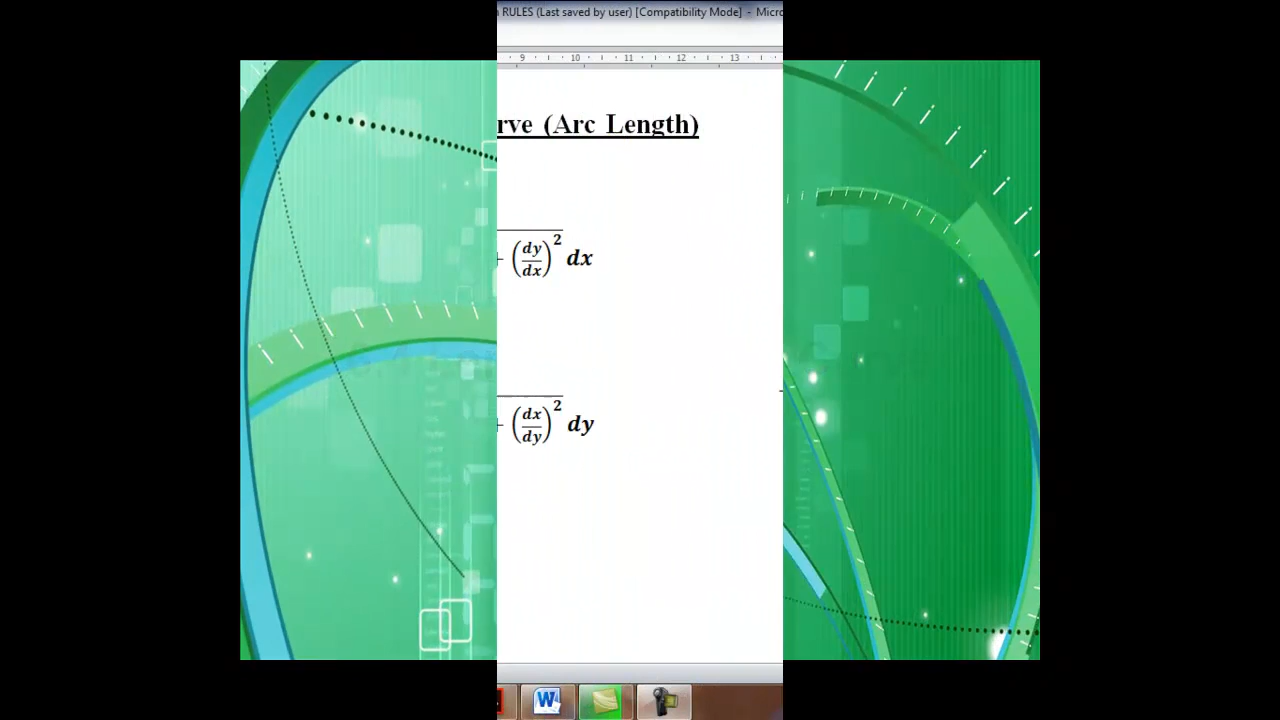 RULES (Last saved by user) [Compatibility Mode] - Micro
9 10 11 12 13
rve (Arc Length)
+ (dy/dx)² dx
+ (dx/dy)² dy
W